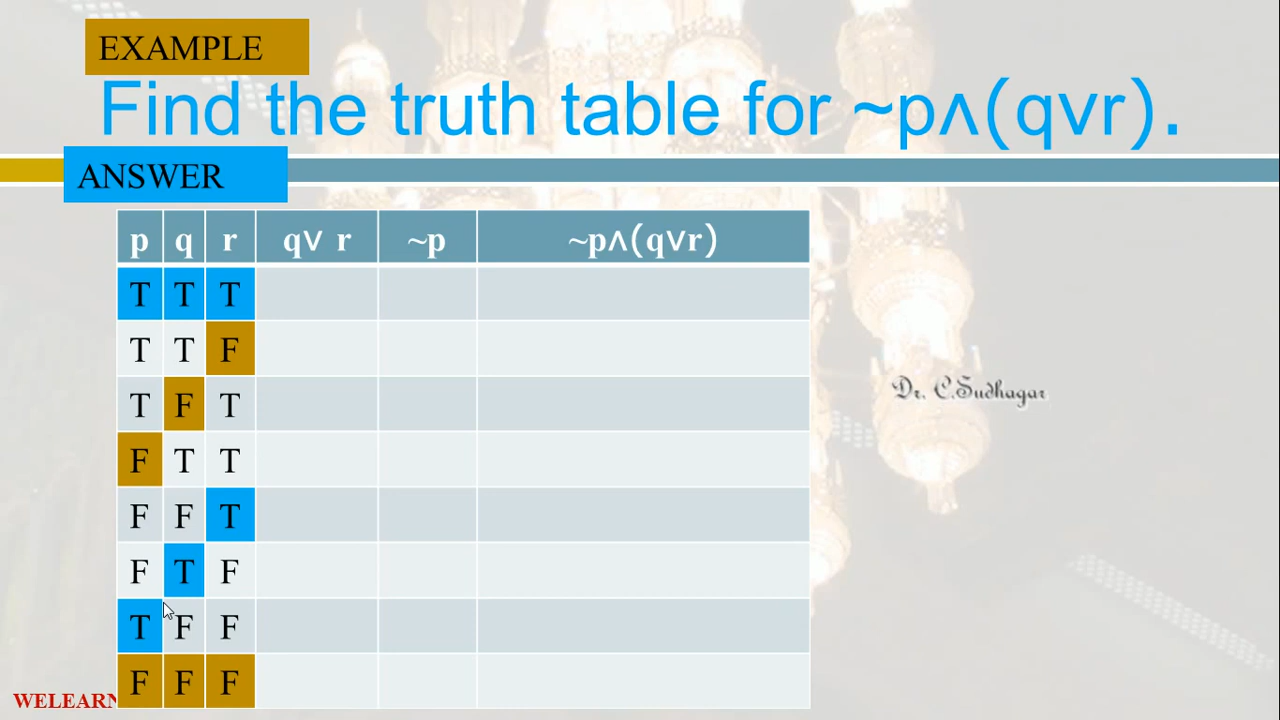 EXAMPLE
Find the truth table for ~p∧(q∨r).
ANSWER
p q r q∨ r ~p ~p∧(q∨r)
T T T
T T F
T F T
F T T
F F T
F T F
T F F
F F F
Dr. C.Sudhagar
WELEARN